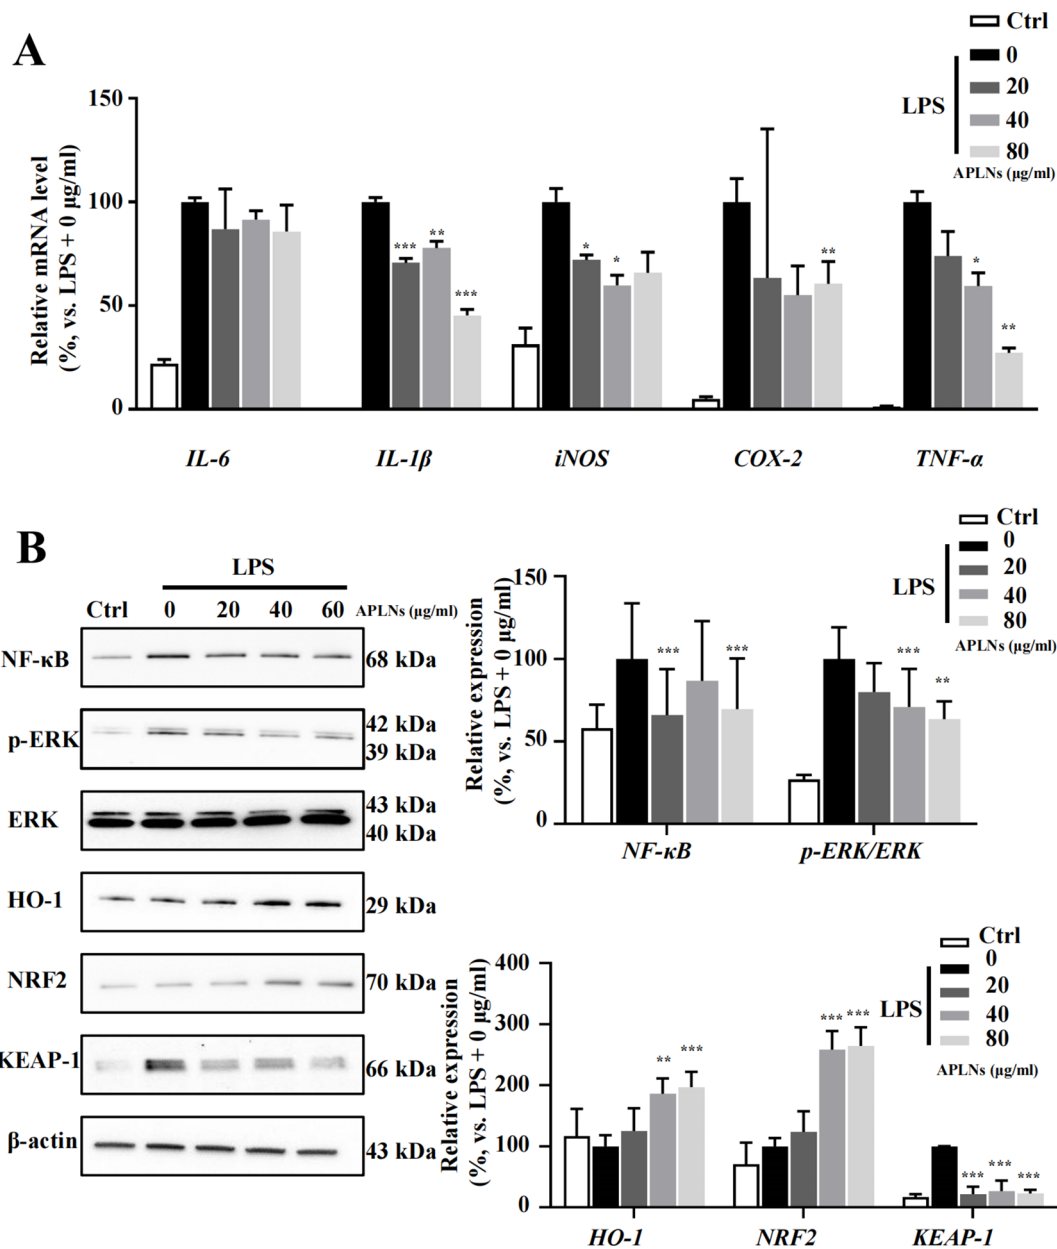 A
Ctrl
0
20
LPS
40
80
APLNs (μg/ml)
Relative mRNA level
(%, vs. LPS + 0 μg/ml)
150
100
50
0
***
**
***
*
*
**
*
**
IL-6
IL-1β
iNOS
COX-2
TNF-α
B
LPS
Ctrl
0
20
40
60
APLNs (μg/ml)
NF-κB
68 kDa
p-ERK
42 kDa
39 kDa
ERK
43 kDa
40 kDa
HO-1
29 kDa
NRF2
70 kDa
KEAP-1
66 kDa
β-actin
43 kDa
Ctrl
0
20
LPS
40
80
APLNs (μg/ml)
Relative expression
(%, vs. LPS + 0 μg/ml)
150
100
50
0
***
***
***
**
NF-κB
p-ERK/ERK
Ctrl
0
20
LPS
40
80
APLNs (μg/ml)
Relative expression
(%, vs. LPS + 0 μg/ml)
400
300
200
100
0
**
***
***
***
***
***
***
HO-1
NRF2
KEAP-1